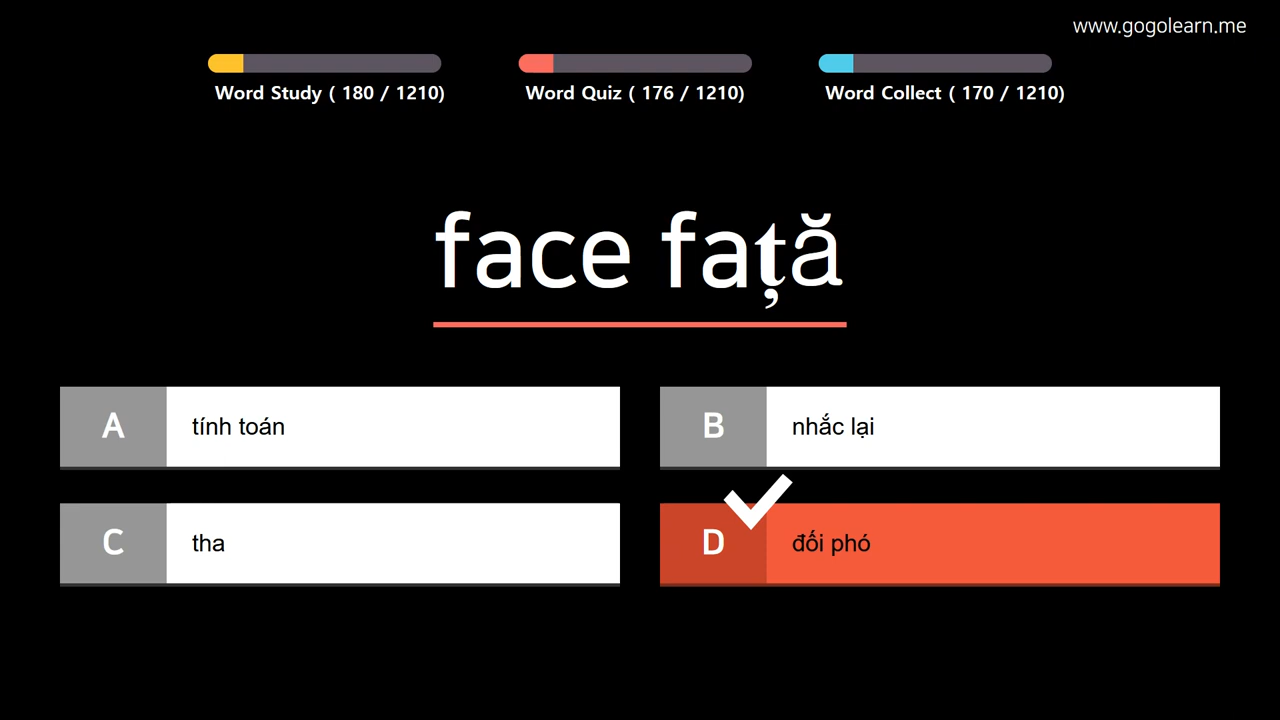 www.gogolearn.me
Word Study ( 180 / 1210)
Word Quiz ( 176 / 1210)
Word Collect ( 170 / 1210)
face față
A tính toán
B nhắc lại
C tha
D đối phó